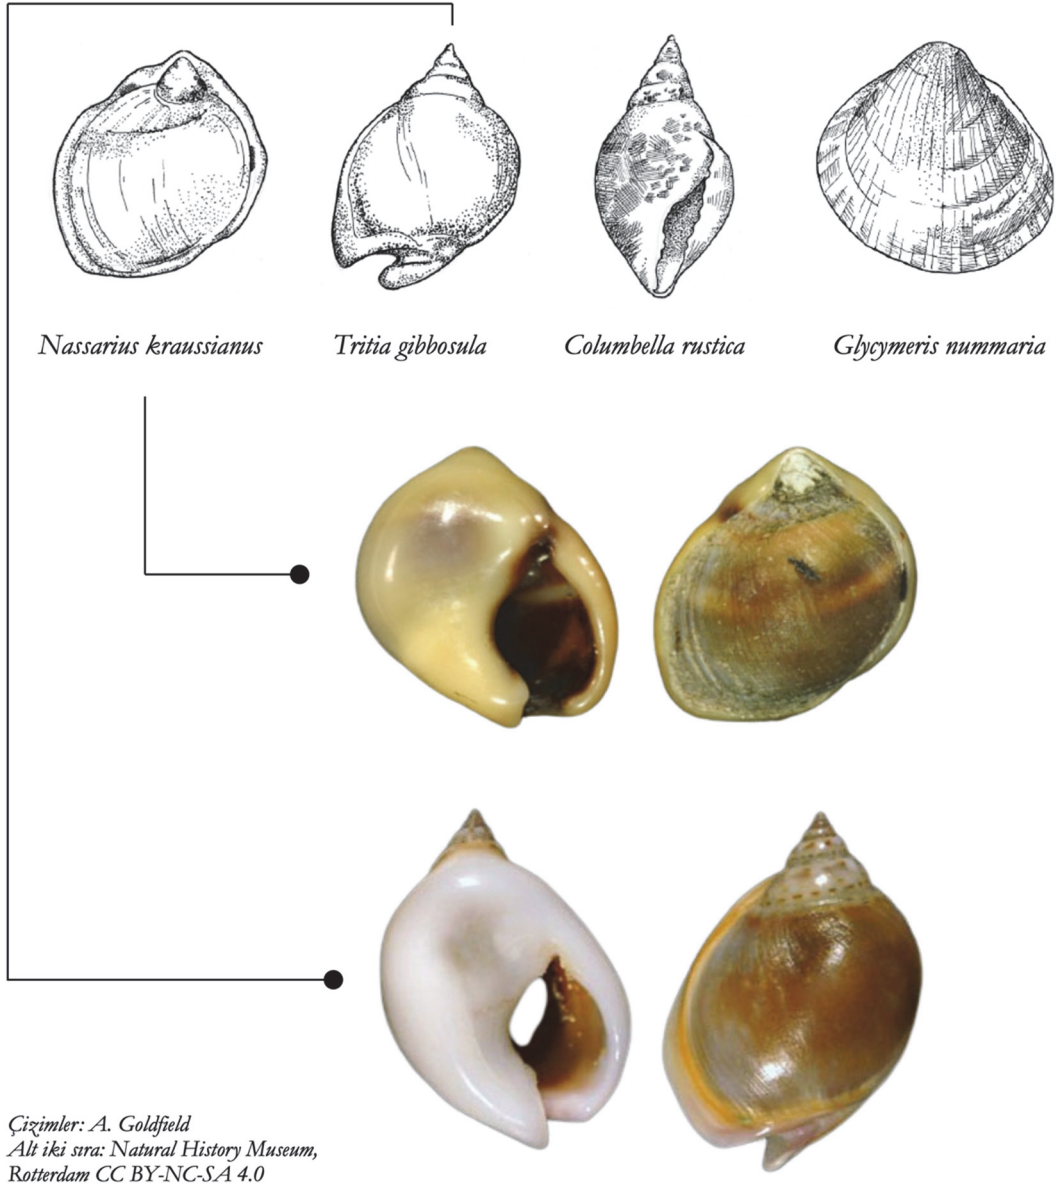 Nassarius kraussianus
Tritia gibbosula
Columbella rustica
Glycymeris nummaria
Çizimler: A. Goldfield
Alt iki sıra: Natural History Museum,
Rotterdam CC BY-NC-SA 4.0